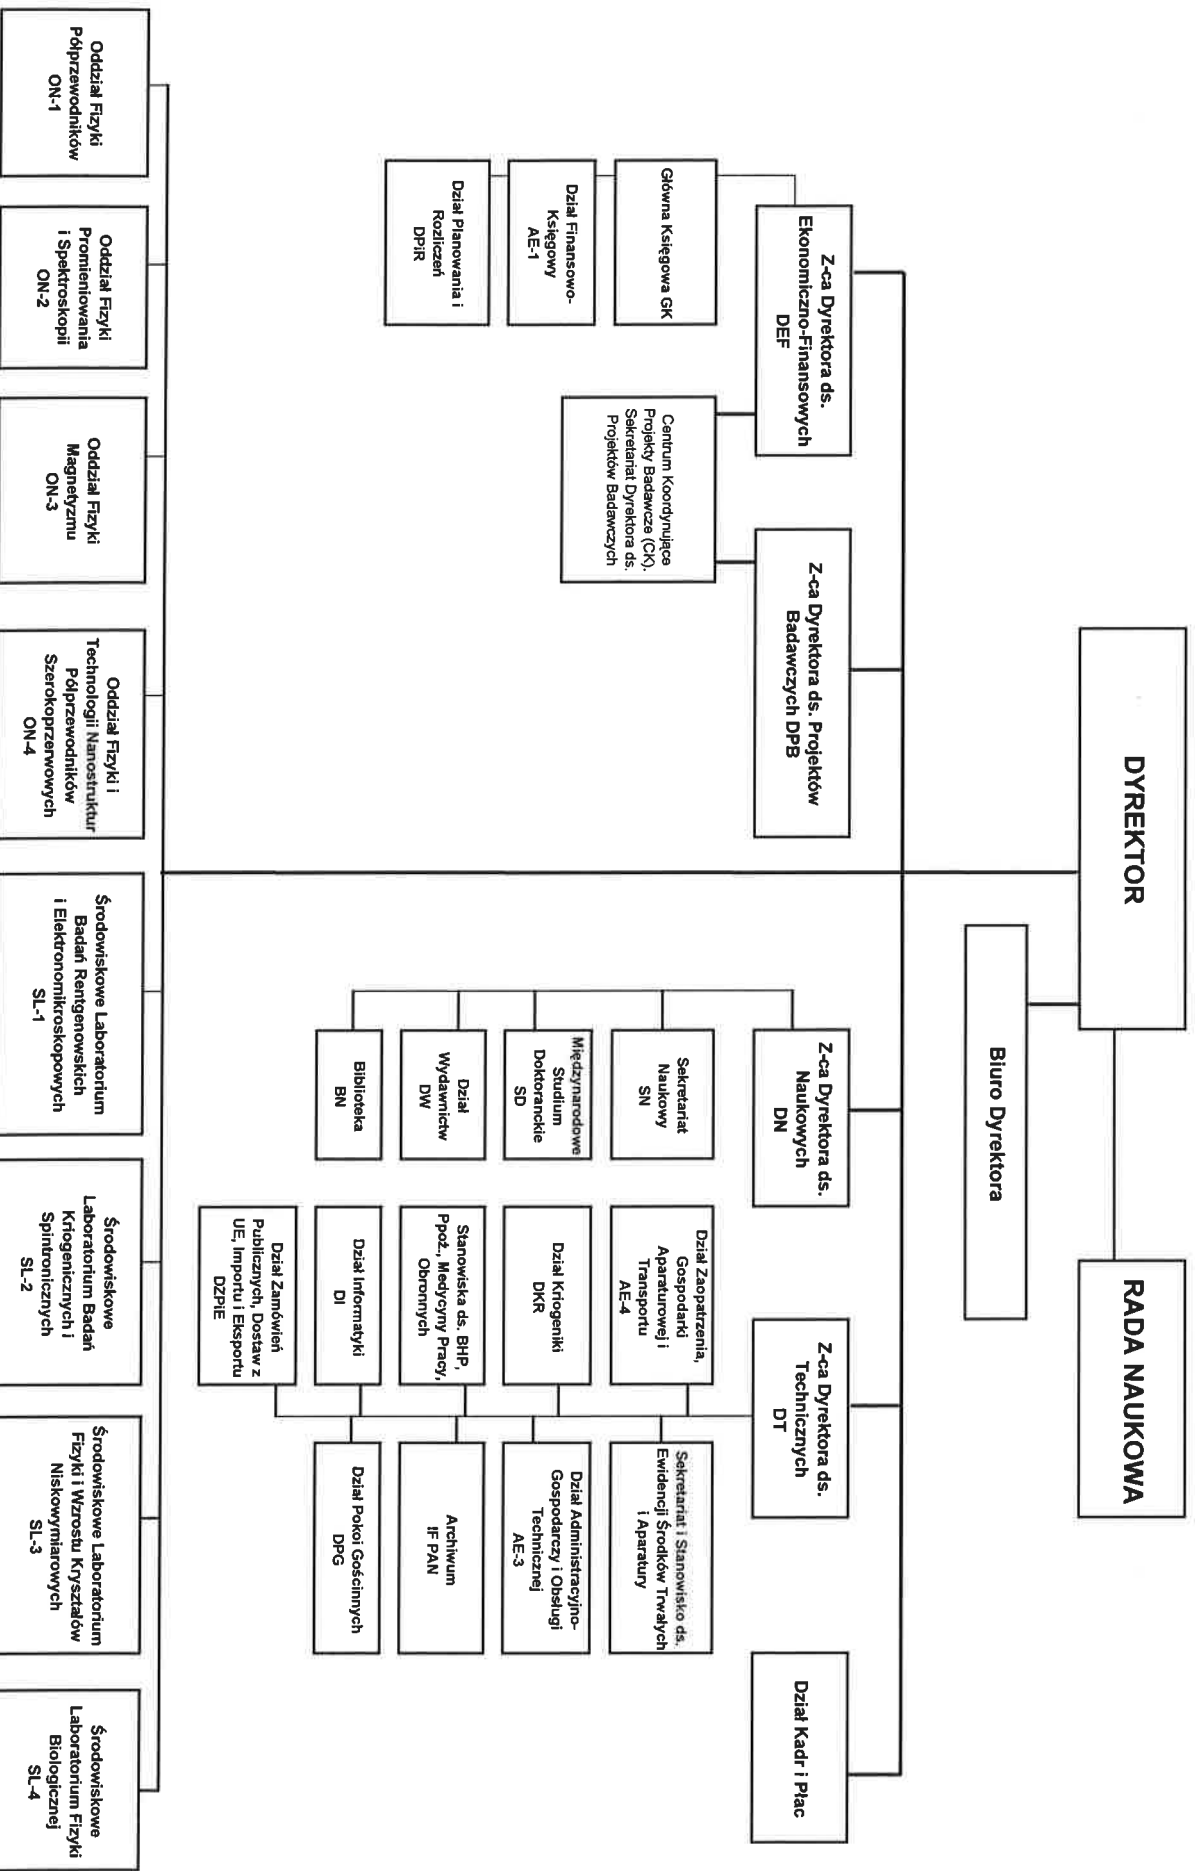 DYREKTOR
RADA NAUKOWA
Biuro Dyrektora
Z-ca Dyrektora ds.
Ekonomiczno-Finansowych
DEF
Z-ca Dyrektora ds. Projektów
Badawczych DPB
Z-ca Dyrektora ds.
Naukowych
DN
Z-ca Dyrektora ds.
Technicznych
DT
Dział Kadr i Płac
Główna Księgowa GK
Dział Finansowo-
Księgowy
AE-1
Dział Planowania i
Rozliczeń
DPiR
Centrum Koordynujące
Projekty Badawcze (CK).
Sekretariat Dyrektora ds.
Projektów Badawczych
Sekretariat
Naukowy
SN
Międzynarodowe
Studium
Doktoranckie
SD
Dział
Wydawnictw
DW
Biblioteka
BN
Dział Zaopatrzenia,
Gospodarki
Aparaturowej i
Transportu
AE-4
Dział Kriogeniki
DKR
Stanowiska ds. BHP,
Ppoż., Medycyny Pracy,
Obronnych
Dział Informatyki
DI
Dział Zamówień
Publicznych, Dostaw z
UE, Importu i Eksportu
DZPiE
Sekretariat i Stanowisko ds.
Ewidencji Środków Trwałych
i Aparatury
Dział Administracyjno-
Gospodarczy i Obsługi
Technicznej
AE-3
Archiwum
IF PAN
Dział Pokoi Gościnnych
DPG
Oddział Fizyki
Półprzewodników
ON-1
Oddział Fizyki
Promieniowania
i Spektroskopii
ON-2
Oddział Fizyki
Magnetyzmu
ON-3
Oddział Fizyki i
Technologii Nanostruktur
Półprzewodników
Szerokoprzerwowych
ON-4
Środowiskowe Laboratorium
Badań Rentgenowskich
i Elektronomikroskopowych
SL-1
Środowiskowe
Laboratorium Badań
Kriogenicznych i
Spintronicznych
SL-2
Środowiskowe Laboratorium
Fizyki i Wzrostu Kryształów
Niskowymiarowych
SL-3
Środowiskowe
Laboratorium Fizyki
Biologicznej
SL-4